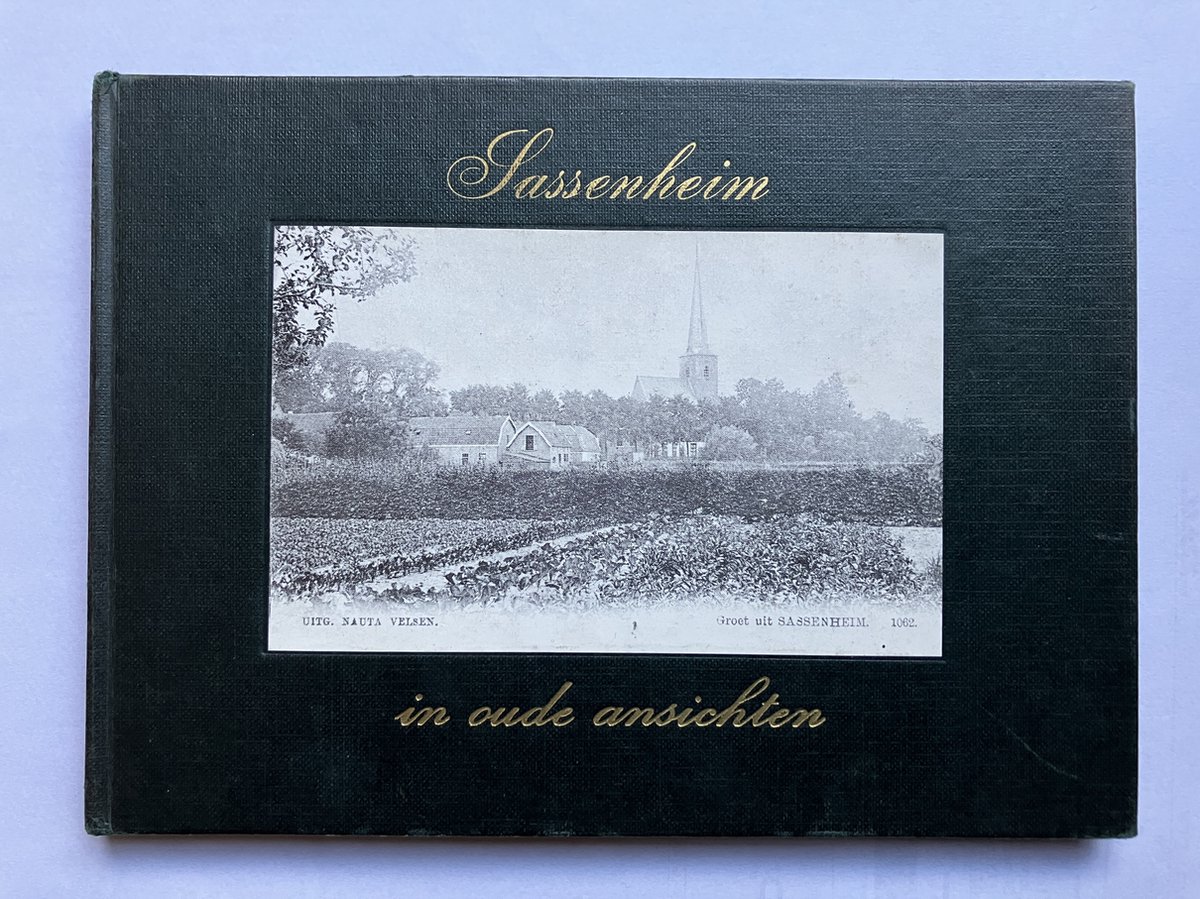 Sassenheim
UITG. NAUTA VELSEN. Groet uit SASSENHEIM. 1062.
in oude ansichten